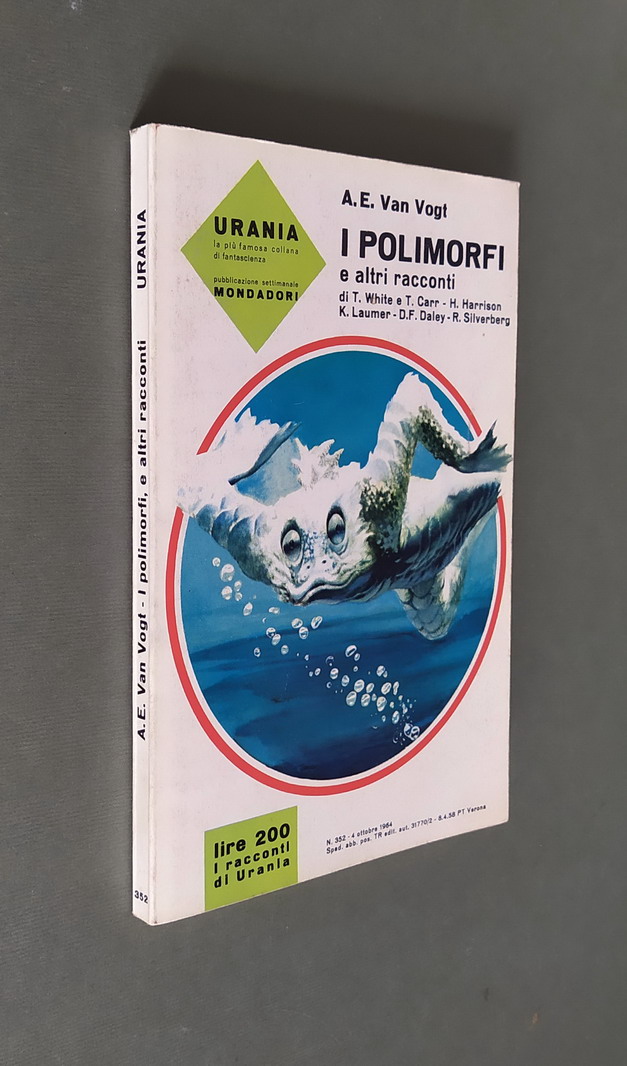 URANIA
la più famosa collana
di fantascienza
pubblicazione settimanale
MONDADORI
A.E. Van Vogt
I POLIMORFI
e altri racconti
di T. White e T. Carr - H. Harrison
K. Laumer - D.F. Daley - R. Silverberg
lire 200
I racconti
di Urania
N. 352 - 4 ottobre 1964
Sped. abb. pos. TR edit. aut. 31770/2 - 8.4.58 PT Verona
A.E. Van Vogt - I polimorfi, e altri racconti URANIA
352